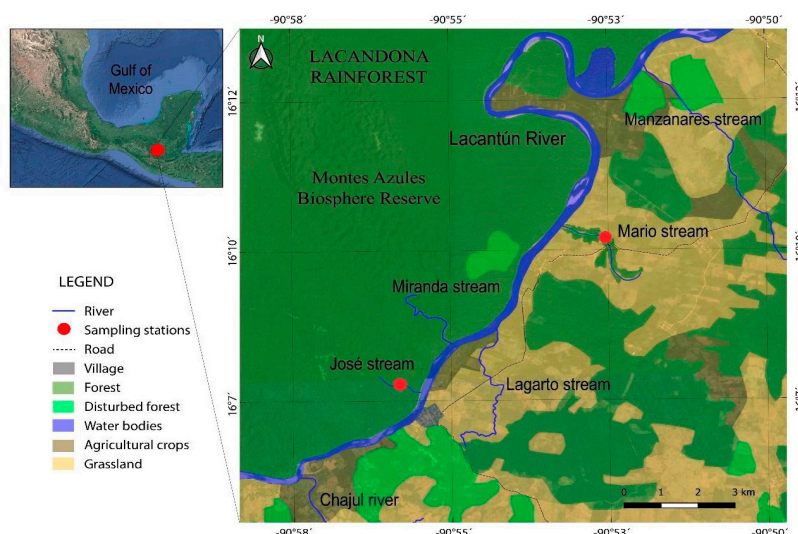 -90°58'
-90°55'
-90°53'
-90°50'
Gulf of
Mexico
N
LACANDONA
RAINFOREST
16°12'
Manzanares stream
Lacantún River
Montes Azules
Biosphere Reserve
Mario stream
16°10'
Miranda stream
José stream
Lagarto stream
16°7'
16°7'
Chajul river
0 1 2 3 km
-90°58'
-90°55'
-90°53'
-90°50'
LEGEND
River
Sampling stations
Road
Village
Forest
Disturbed forest
Water bodies
Agricultural crops
Grassland